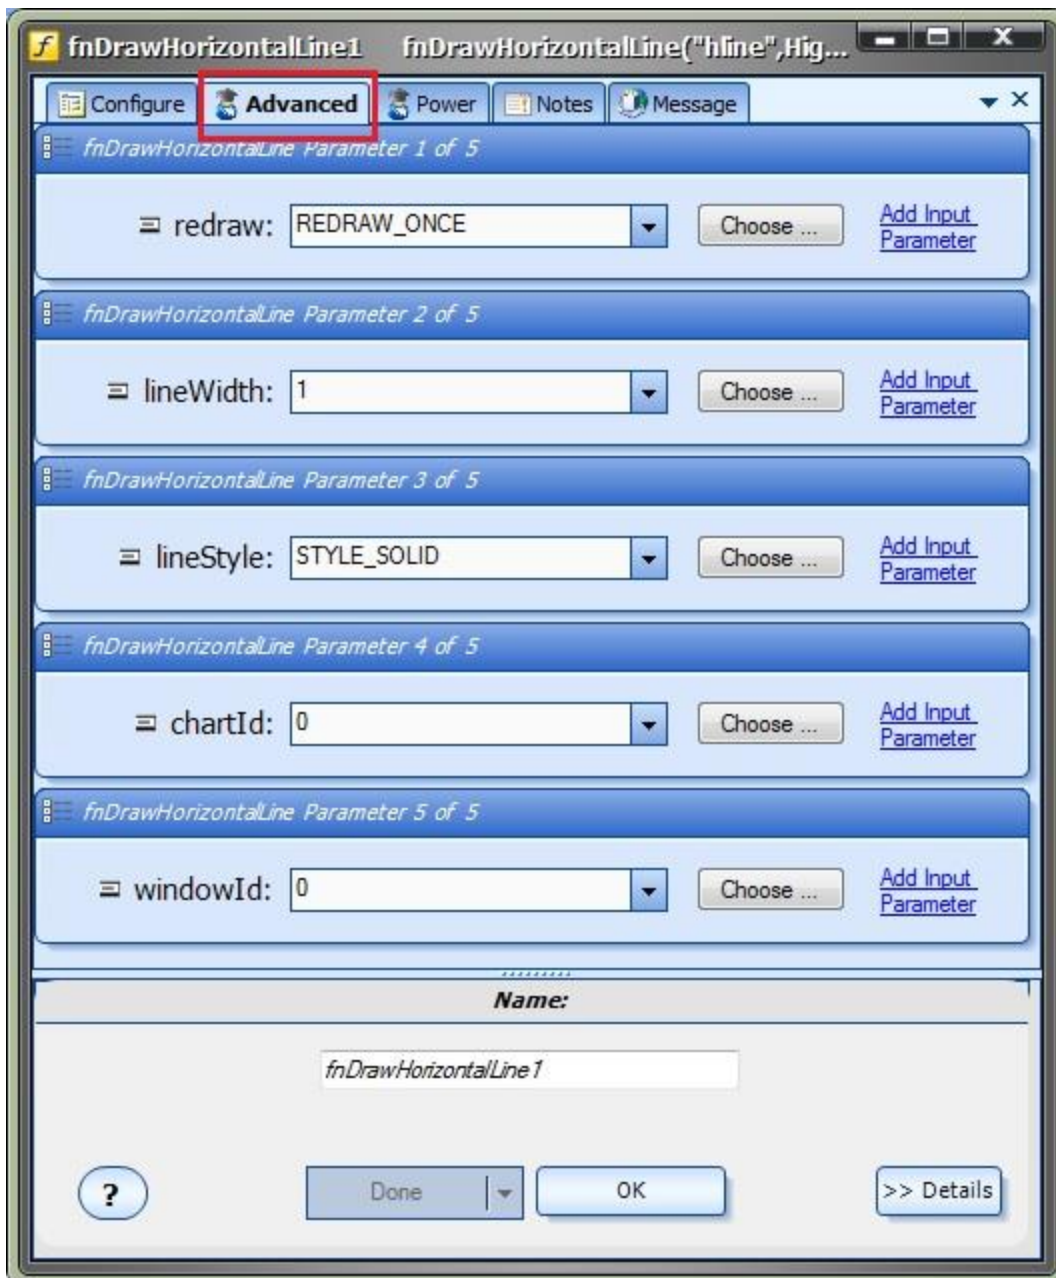 fnDrawHorizontalLine1 fnDrawHorizontalLine("hline",Hig...
Configure Advanced Power Notes Message
fnDrawHorizontalLine Parameter 1 of 5
redraw: REDRAW_ONCE Choose ... Add Input
Parameter
fnDrawHorizontalLine Parameter 2 of 5
lineWidth: 1 Choose ... Add Input
Parameter
fnDrawHorizontalLine Parameter 3 of 5
lineStyle: STYLE_SOLID Choose ... Add Input
Parameter
fnDrawHorizontalLine Parameter 4 of 5
chartId: 0 Choose ... Add Input
Parameter
fnDrawHorizontalLine Parameter 5 of 5
windowId: 0 Choose ... Add Input
Parameter
Name:
fnDrawHorizontalLine1
? Done OK >> Details